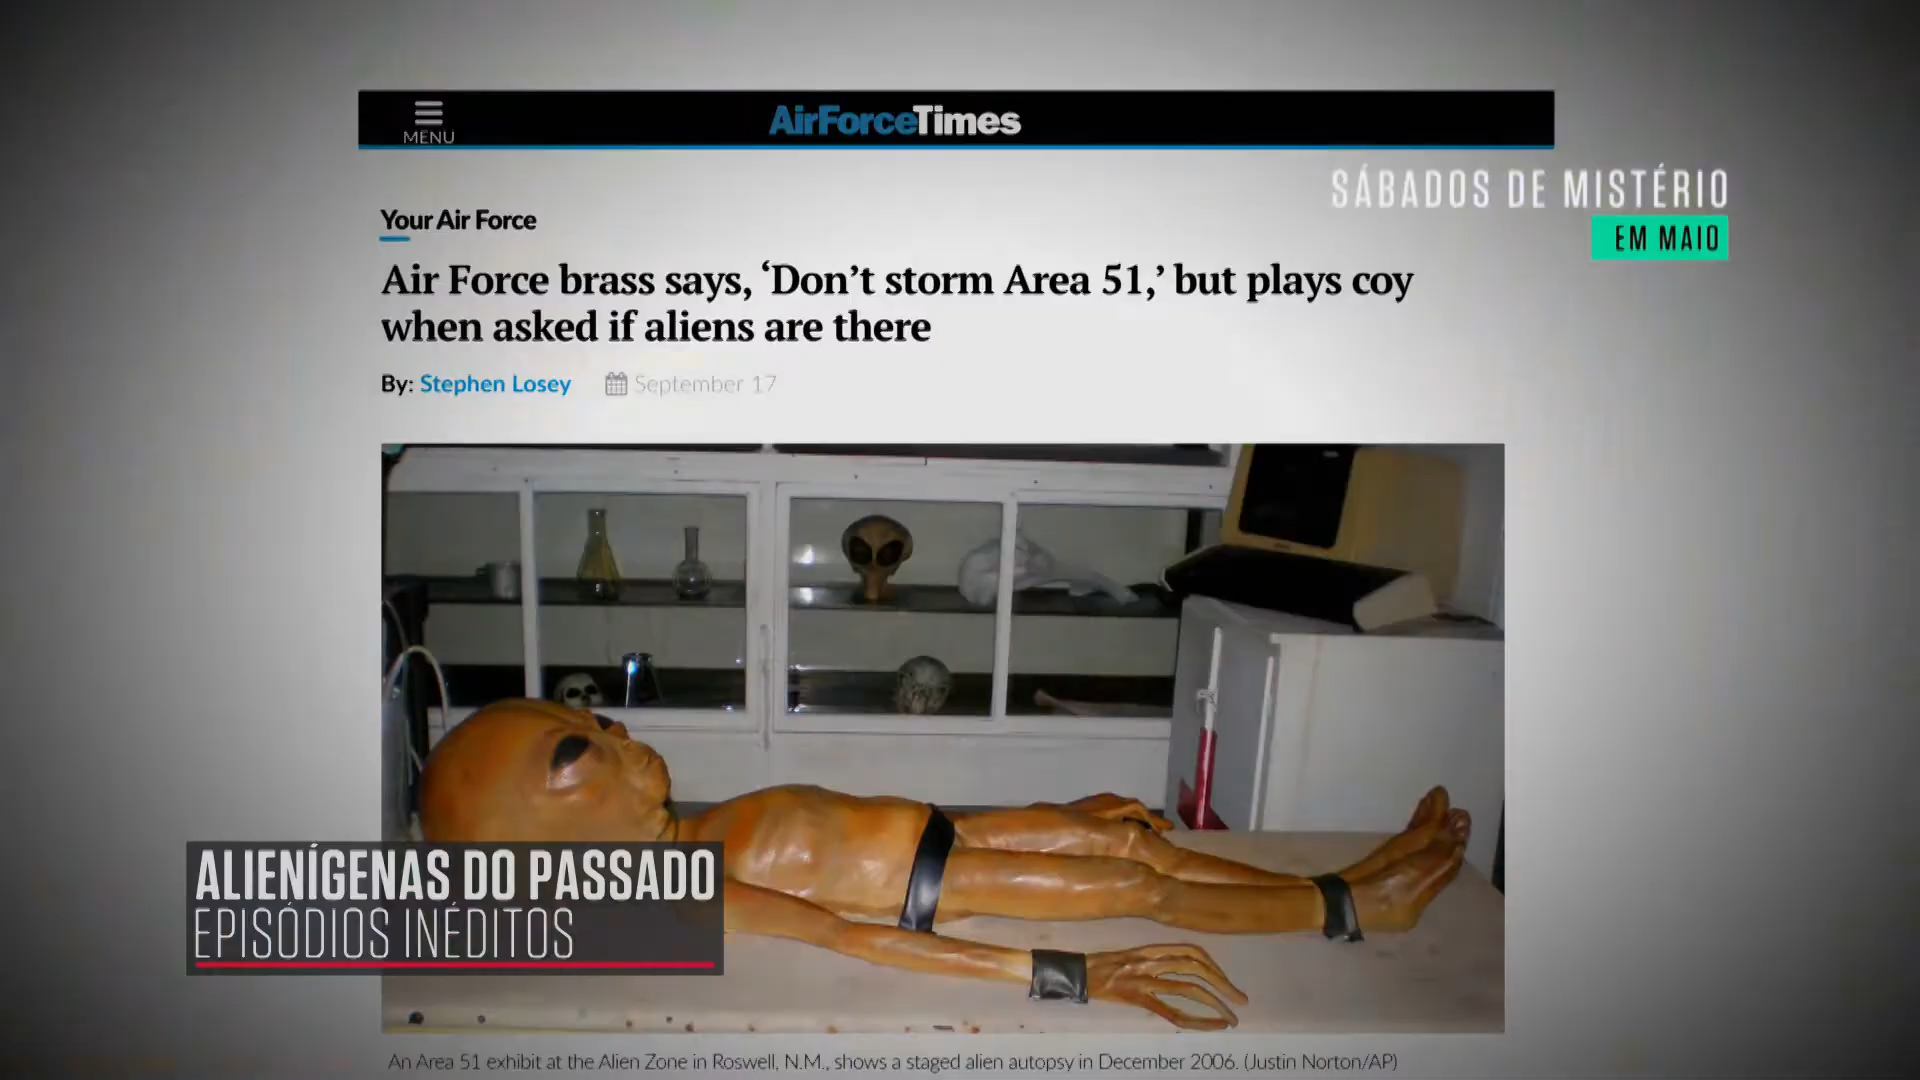 MENU
AirForceTimes
SÁBADOS DE MISTÉRIO
EM MAIO
Your Air Force
Air Force brass says, ‘Don’t storm Area 51,’ but plays coy
when asked if aliens are there
By: Stephen Losey September 17
ALIENÍGENAS DO PASSADO
EPISÓDIOS INÉDITOS
An Area 51 exhibit at the Alien Zone in Roswell, N.M., shows a staged alien autopsy in December 2006. (Justin Norton/AP)